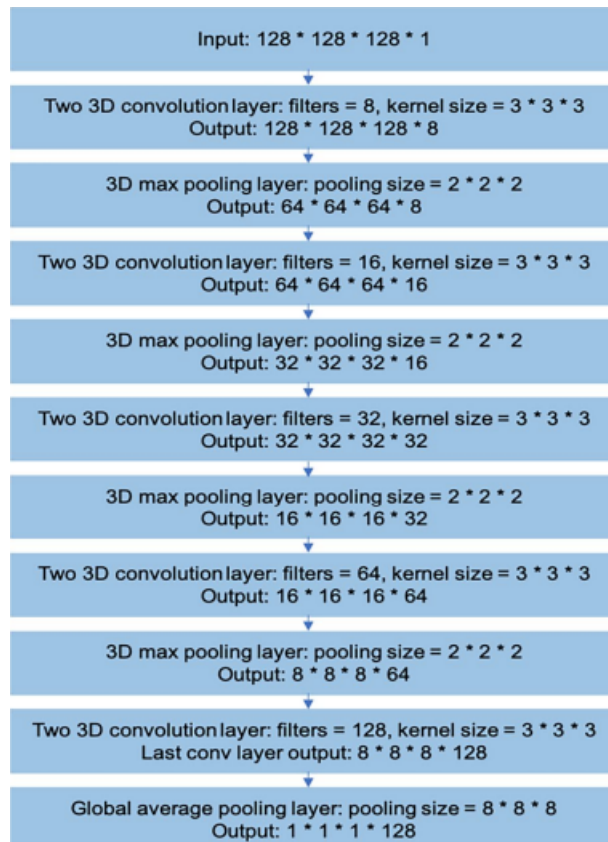 Input: 128 * 128 * 128 * 1
Two 3D convolution layer: filters = 8, kernel size = 3 * 3 * 3
Output: 128 * 128 * 128 * 8
3D max pooling layer: pooling size = 2 * 2 * 2
Output: 64 * 64 * 64 * 8
Two 3D convolution layer: filters = 16, kernel size = 3 * 3 * 3
Output: 64 * 64 * 64 * 16
3D max pooling layer: pooling size = 2 * 2 * 2
Output: 32 * 32 * 32 * 16
Two 3D convolution layer: filters = 32, kernel size = 3 * 3 * 3
Output: 32 * 32 * 32 * 32
3D max pooling layer: pooling size = 2 * 2 * 2
Output: 16 * 16 * 16 * 32
Two 3D convolution layer: filters = 64, kernel size = 3 * 3 * 3
Output: 16 * 16 * 16 * 64
3D max pooling layer: pooling size = 2 * 2 * 2
Output: 8 * 8 * 8 * 64
Two 3D convolution layer: filters = 128, kernel size = 3 * 3 * 3
Last conv layer output: 8 * 8 * 8 * 128
Global average pooling layer: pooling size = 8 * 8 * 8
Output: 1 * 1 * 1 * 128